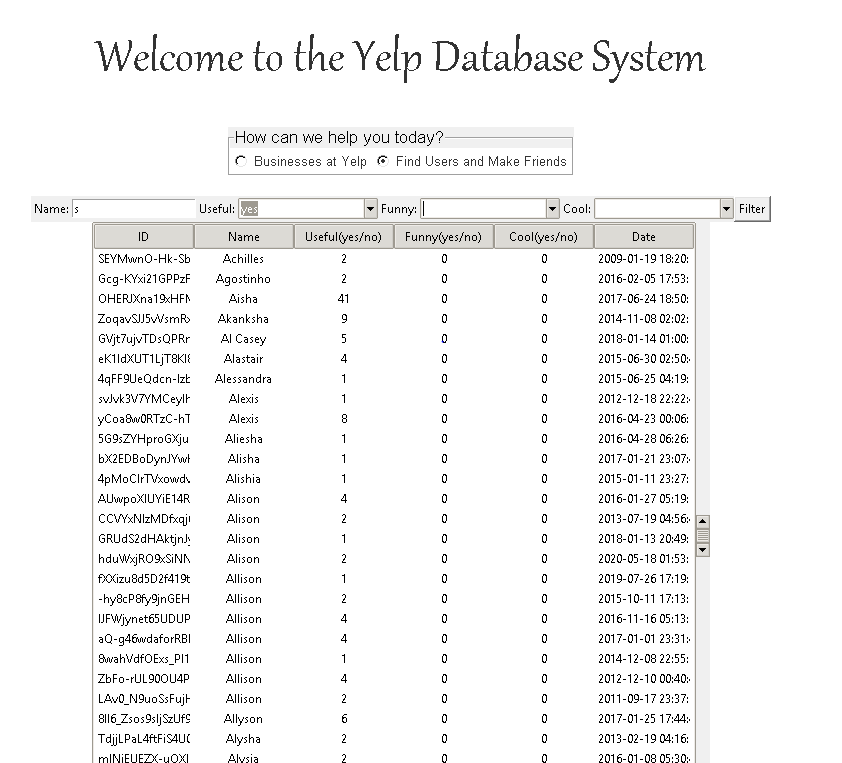 Welcome to the Yelp Database System
How can we help you today?
Businesses at Yelp Find Users and Make Friends
Name: s Useful: yes Funny: Cool: Filter
ID Name Useful(yes/no) Funny(yes/no) Cool(yes/no) Date
SEYMwnO-Hk-Sb Achilles 2 0 0 2009-01-19 18:20:
Gcg-KYxi21GPPzF Agostinho 2 0 0 2016-02-05 17:53:
OHERJXna19xHFN Aisha 41 0 0 2017-06-24 18:50:
ZoqavSJJ5vVsmRx Akanksha 9 0 0 2014-11-08 02:02:
GVjt7ujvTDsQPRr Al Casey 5 0 0 2018-01-14 01:00:
Alastair 4 0 0 2015-06-30 02:50:
4qFF9UeQdcn-Izb Alessandra 1 0 0 2015-06-25 04:19:
Alexis 1 0 0 2012-12-18 22:22:
yCoa8w0RTzC-hT Alexis 8 0 0 2016-04-23 00:06:
5G9sZYHproGXju Aliesha 1 0 0 2016-04-28 06:26:
Alisha 1 0 0 2017-01-21 23:07:
Alishia 1 0 0 2015-01-11 23:27:
Alison 4 0 0 2016-01-27 05:19:
Alison 2 0 0 2013-07-19 04:56:
Alison 1 0 0 2018-01-13 20:49:
hduWxjRO9xSiNN Alison 2 0 0 2020-05-18 01:53:
fXXizu8d5D2f419t Allison 1 0 0 2019-07-26 17:19:
-hy8cP8fy9jnGEH Allison 2 0 0 2015-10-11 17:13:
Allison 4 0 0 2016-11-16 05:13:
aQ-g46wdaforRBI Allison 4 0 0 2017-01-01 23:31:
Allison 1 0 0 2014-12-08 22:55:
ZbFo-rUL90OU4P Allison 4 0 0 2012-12-10 00:40:
LAv0_N9uoSsFujH Allison 2 0 0 2011-09-17 23:37:
Allyson 6 0 0 2017-01-25 17:44:
Alysha 2 0 0 2013-02-19 04:16:
Alysia 2 0 0 2016-01-08 05:30: